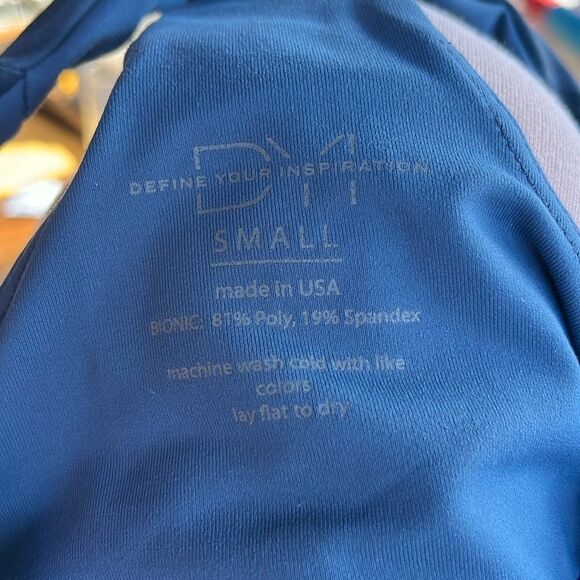 DYI
DEFINE YOUR INSPIRATION
SMALL
made in USA
BIONIC: 81% Poly, 19% Spandex
machine wash cold with like
colors
lay flat to dry